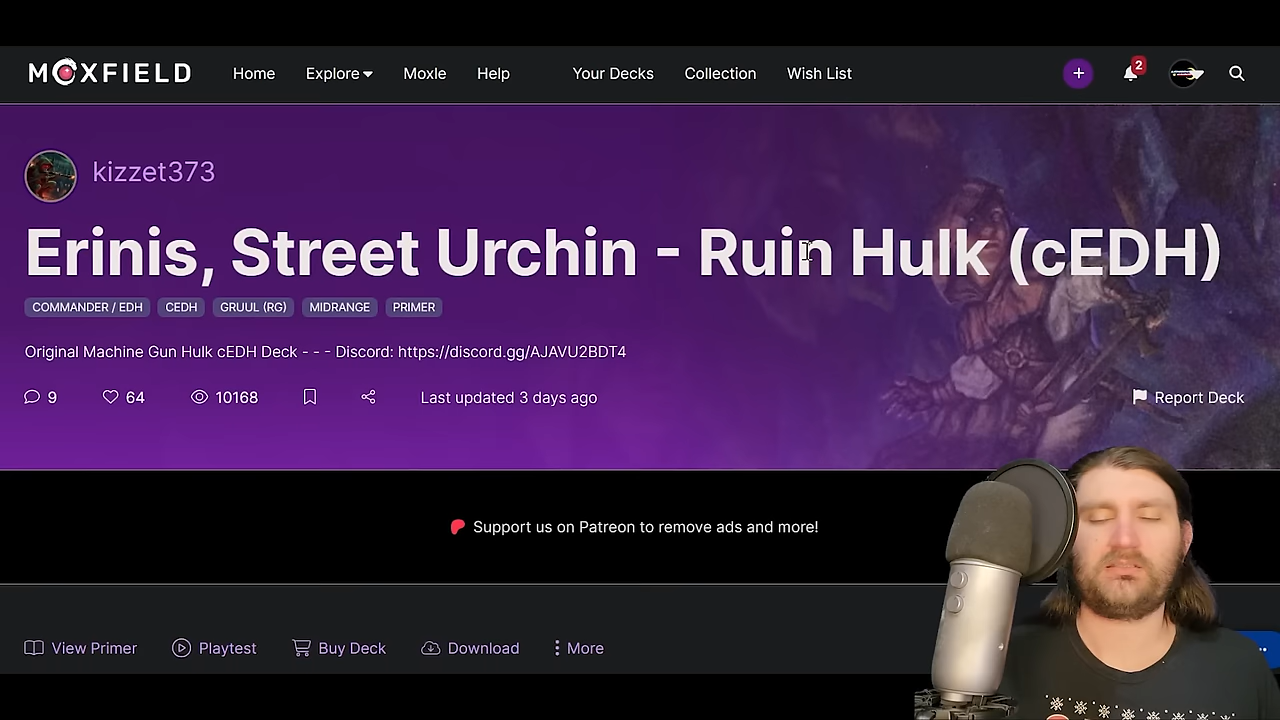 MOXFIELD Home Explore Moxle Help Your Decks Collection Wish List 2
kizzet373
Erinis, Street Urchin - Ruin Hulk (cEDH)
COMMANDER / EDH CEDH GRUUL (RG) MIDRANGE PRIMER
Original Machine Gun Hulk cEDH Deck - - - Discord: https://discord.gg/AJAVU2BDT4
9 64 10168 Last updated 3 days ago Report Deck
Support us on Patreon to remove ads and more!
View Primer Playtest Buy Deck Download More